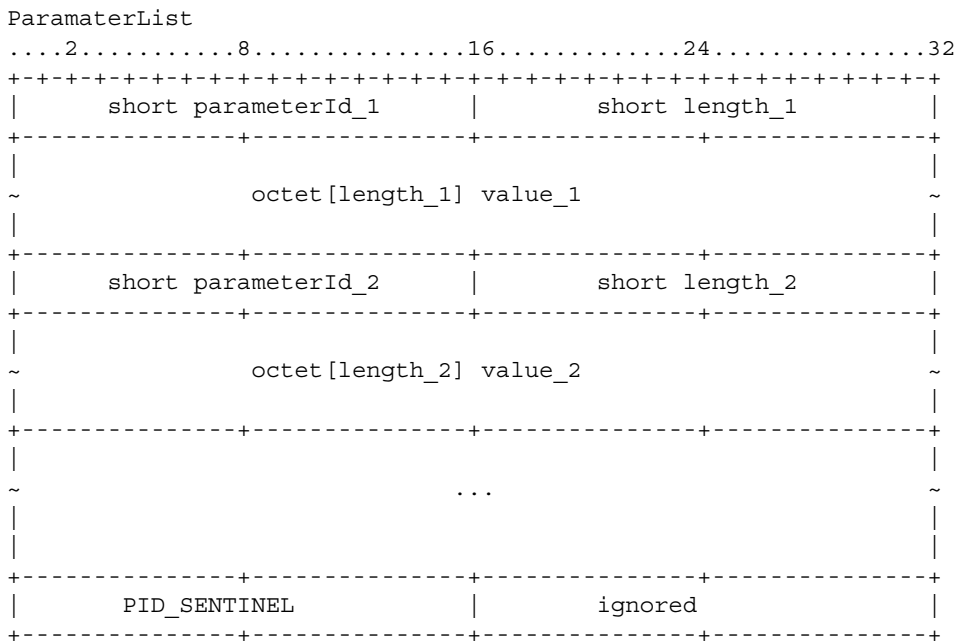 ParamaterList
....2...........8...............16.............24...............32
+-+-+-+-+-+-+-+-+-+-+-+-+-+-+-+-+-+-+-+-+-+-+-+-+-+-+-+-+-+-+-+-+
|      short parameterId_1      |        short length_1         |
+---------------+---------------+---------------+---------------+
|                                                               |
~                octet[length_1] value_1                        ~
|                                                               |
+---------------+---------------+---------------+---------------+
|      short parameterId_2      |        short length_2         |
+---------------+---------------+---------------+---------------+
|                                                               |
~                octet[length_2] value_2                        ~
|                                                               |
+---------------+---------------+---------------+---------------+
|                                                               |
~                              ...                              ~
|                                                               |
|                                                               |
+---------------+---------------+---------------+---------------+
|       PID_SENTINEL            |        ignored                |
+---------------+---------------+---------------+---------------+